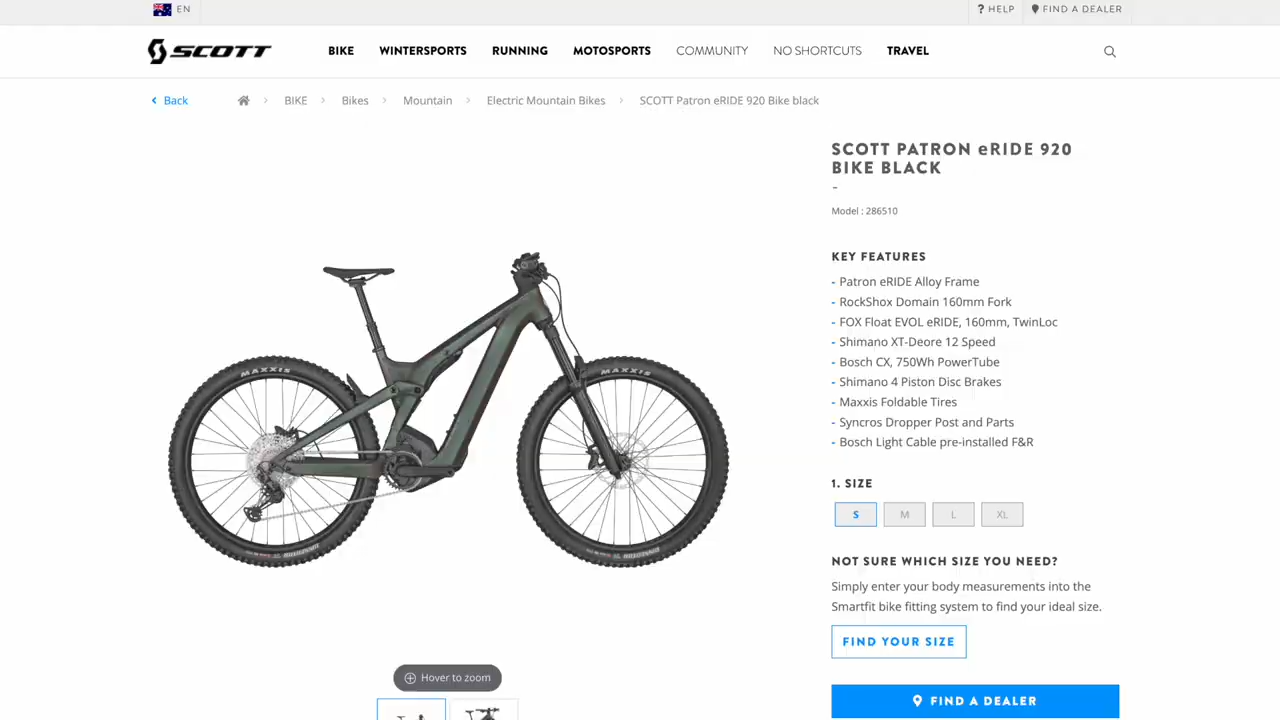 EN
? HELP
FIND A DEALER
SCOTT
BIKE
WINTERSPORTS
RUNNING
MOTOSPORTS
COMMUNITY
NO SHORTCUTS
TRAVEL
Back
BIKE
Bikes
Mountain
Electric Mountain Bikes
SCOTT Patron eRIDE 920 Bike black
SCOTT PATRON eRIDE 920
BIKE BLACK
-
Model : 286510
KEY FEATURES
- Patron eRIDE Alloy Frame
- RockShox Domain 160mm Fork
- FOX Float EVOL eRIDE, 160mm, TwinLoc
- Shimano XT-Deore 12 Speed
- Bosch CX, 750Wh PowerTube
- Shimano 4 Piston Disc Brakes
- Maxxis Foldable Tires
- Syncros Dropper Post and Parts
- Bosch Light Cable pre-installed F&R
1. SIZE
S
M
L
XL
NOT SURE WHICH SIZE YOU NEED?
Simply enter your body measurements into the
Smartfit bike fitting system to find your ideal size.
FIND YOUR SIZE
FIND A DEALER
MAXXIS
MAXXIS
Hover to zoom